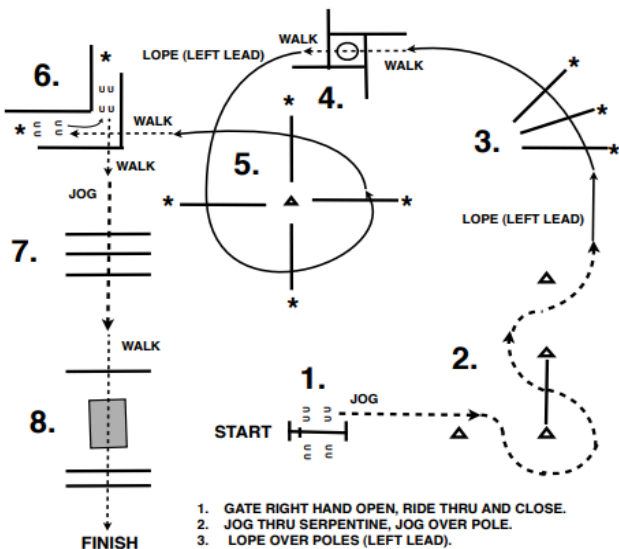 WALK
LOPE (LEFT LEAD)
WALK
6.
*
4.
*
*
WALK
*
3.
*
*
5.
WALK
JOG
*
*
LOPE (LEFT LEAD)
7.
*
WALK
2.
1.
JOG
8.
START
1. GATE RIGHT HAND OPEN, RIDE THRU AND CLOSE.
2. JOG THRU SERPENTINE, JOG OVER POLE.
3. LOPE OVER POLES (LEFT LEAD).
FINISH